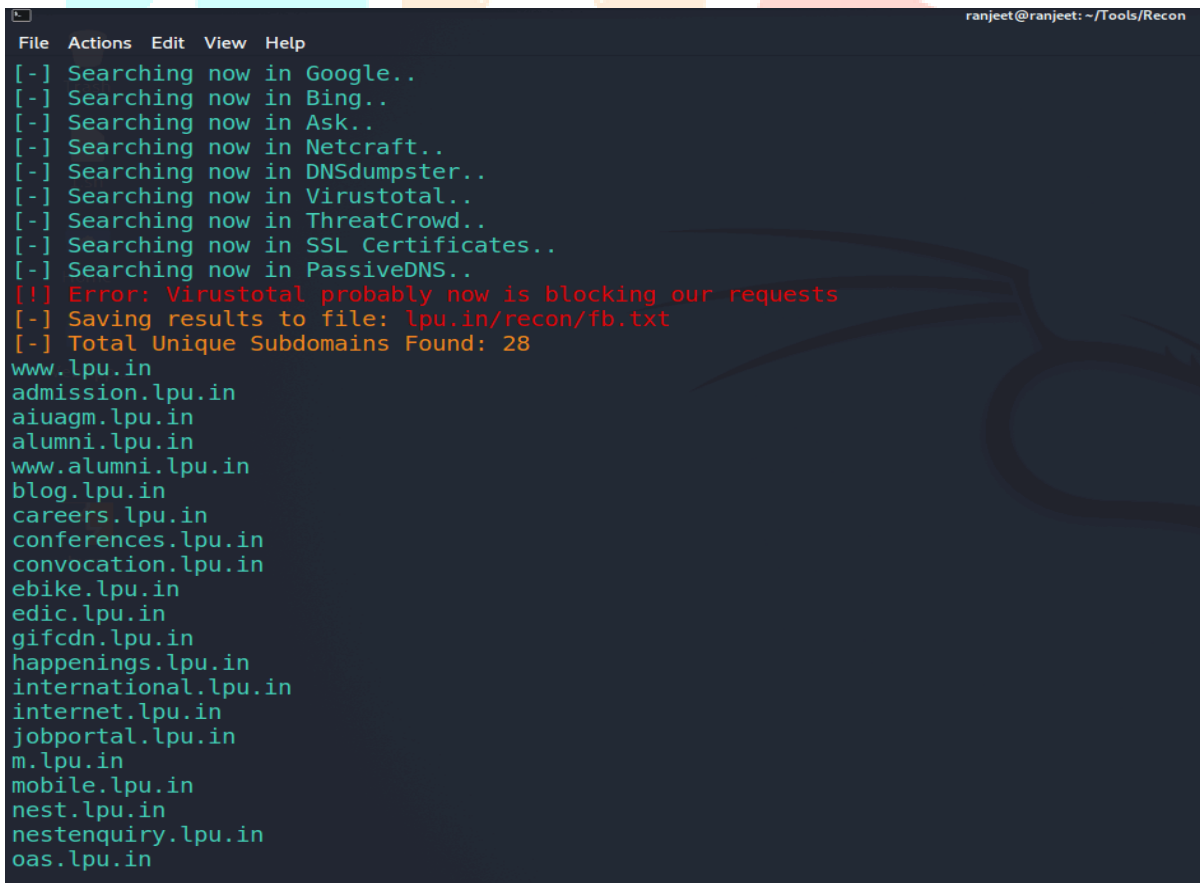 ranjeet@ranjeet: ~/Tools/Recon
File Actions Edit View Help
[-] Searching now in Google..
[-] Searching now in Bing..
[-] Searching now in Ask..
[-] Searching now in Netcraft..
[-] Searching now in DNSdumpster..
[-] Searching now in Virustotal..
[-] Searching now in ThreatCrowd..
[-] Searching now in SSL Certificates..
[-] Searching now in PassiveDNS..
[!] Error: Virustotal probably now is blocking our requests
[-] Saving results to file: lpu.in/recon/fb.txt
[-] Total Unique Subdomains Found: 28
www.lpu.in
admission.lpu.in
aiuagm.lpu.in
alumni.lpu.in
www.alumni.lpu.in
blog.lpu.in
careers.lpu.in
conferences.lpu.in
convocation.lpu.in
ebike.lpu.in
edic.lpu.in
gifcdn.lpu.in
happenings.lpu.in
international.lpu.in
internet.lpu.in
jobportal.lpu.in
m.lpu.in
mobile.lpu.in
nest.lpu.in
nestenquiry.lpu.in
oas.lpu.in